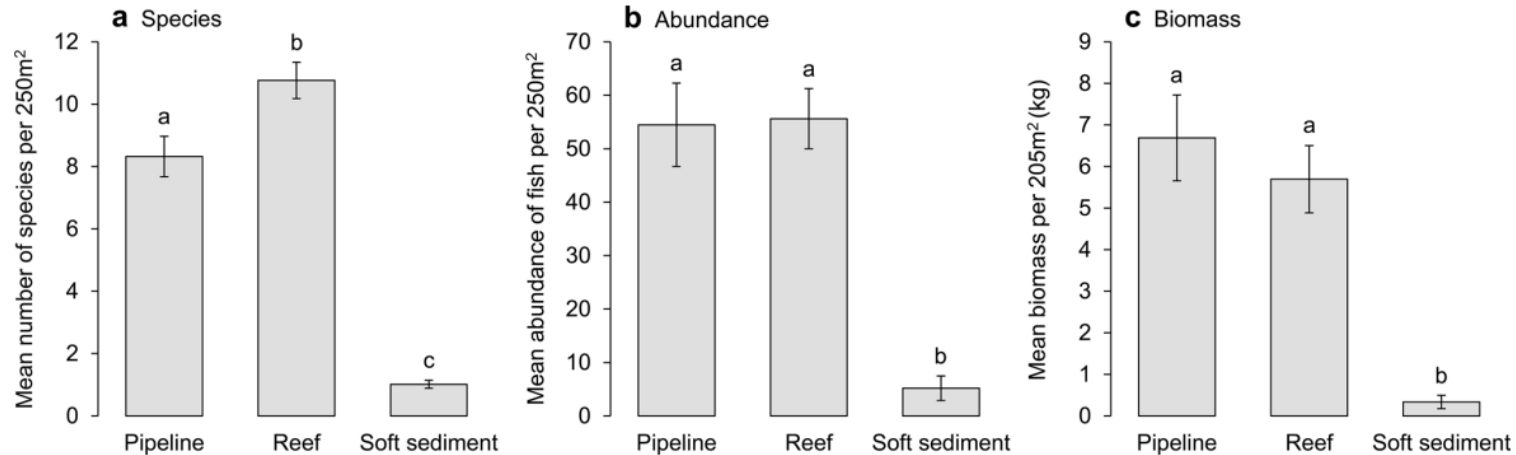 a Species
Mean number of species per 250m²
12
10
8
6
4
2
0
a
b
c
Pipeline Reef Soft sediment
b Abundance
Mean abundance of fish per 250m²
70
60
50
40
30
20
10
0
a
a
b
Pipeline Reef Soft sediment
c Biomass
Mean biomass per 205m² (kg)
9
8
7
6
5
4
3
2
1
0
a
a
b
Pipeline Reef Soft sediment